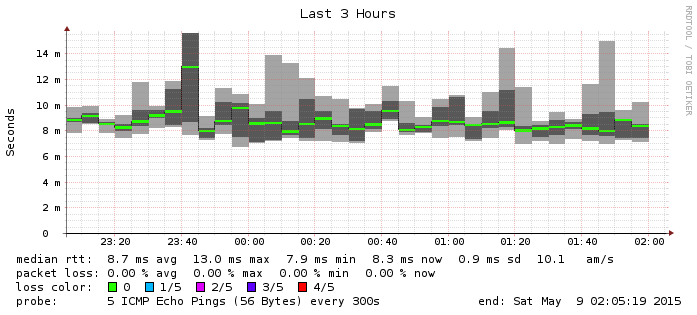 Last 3 Hours
RRDTOOL / TOBI OETIKER
Seconds
14 m
12 m
10 m
8 m
6 m
4 m
2 m
0
23:20 23:40 00:00 00:20 00:40 01:00 01:20 01:40 02:00
median rtt: 8.7 ms avg 13.0 ms max 7.9 ms min 8.3 ms now 0.9 ms sd 10.1 am/s
packet loss: 0.00 % avg 0.00 % max 0.00 % min 0.00 % now
loss color: 0 1/5 2/5 3/5 4/5
probe: 5 ICMP Echo Pings (56 Bytes) every 300s end: Sat May 9 02:05:19 2015